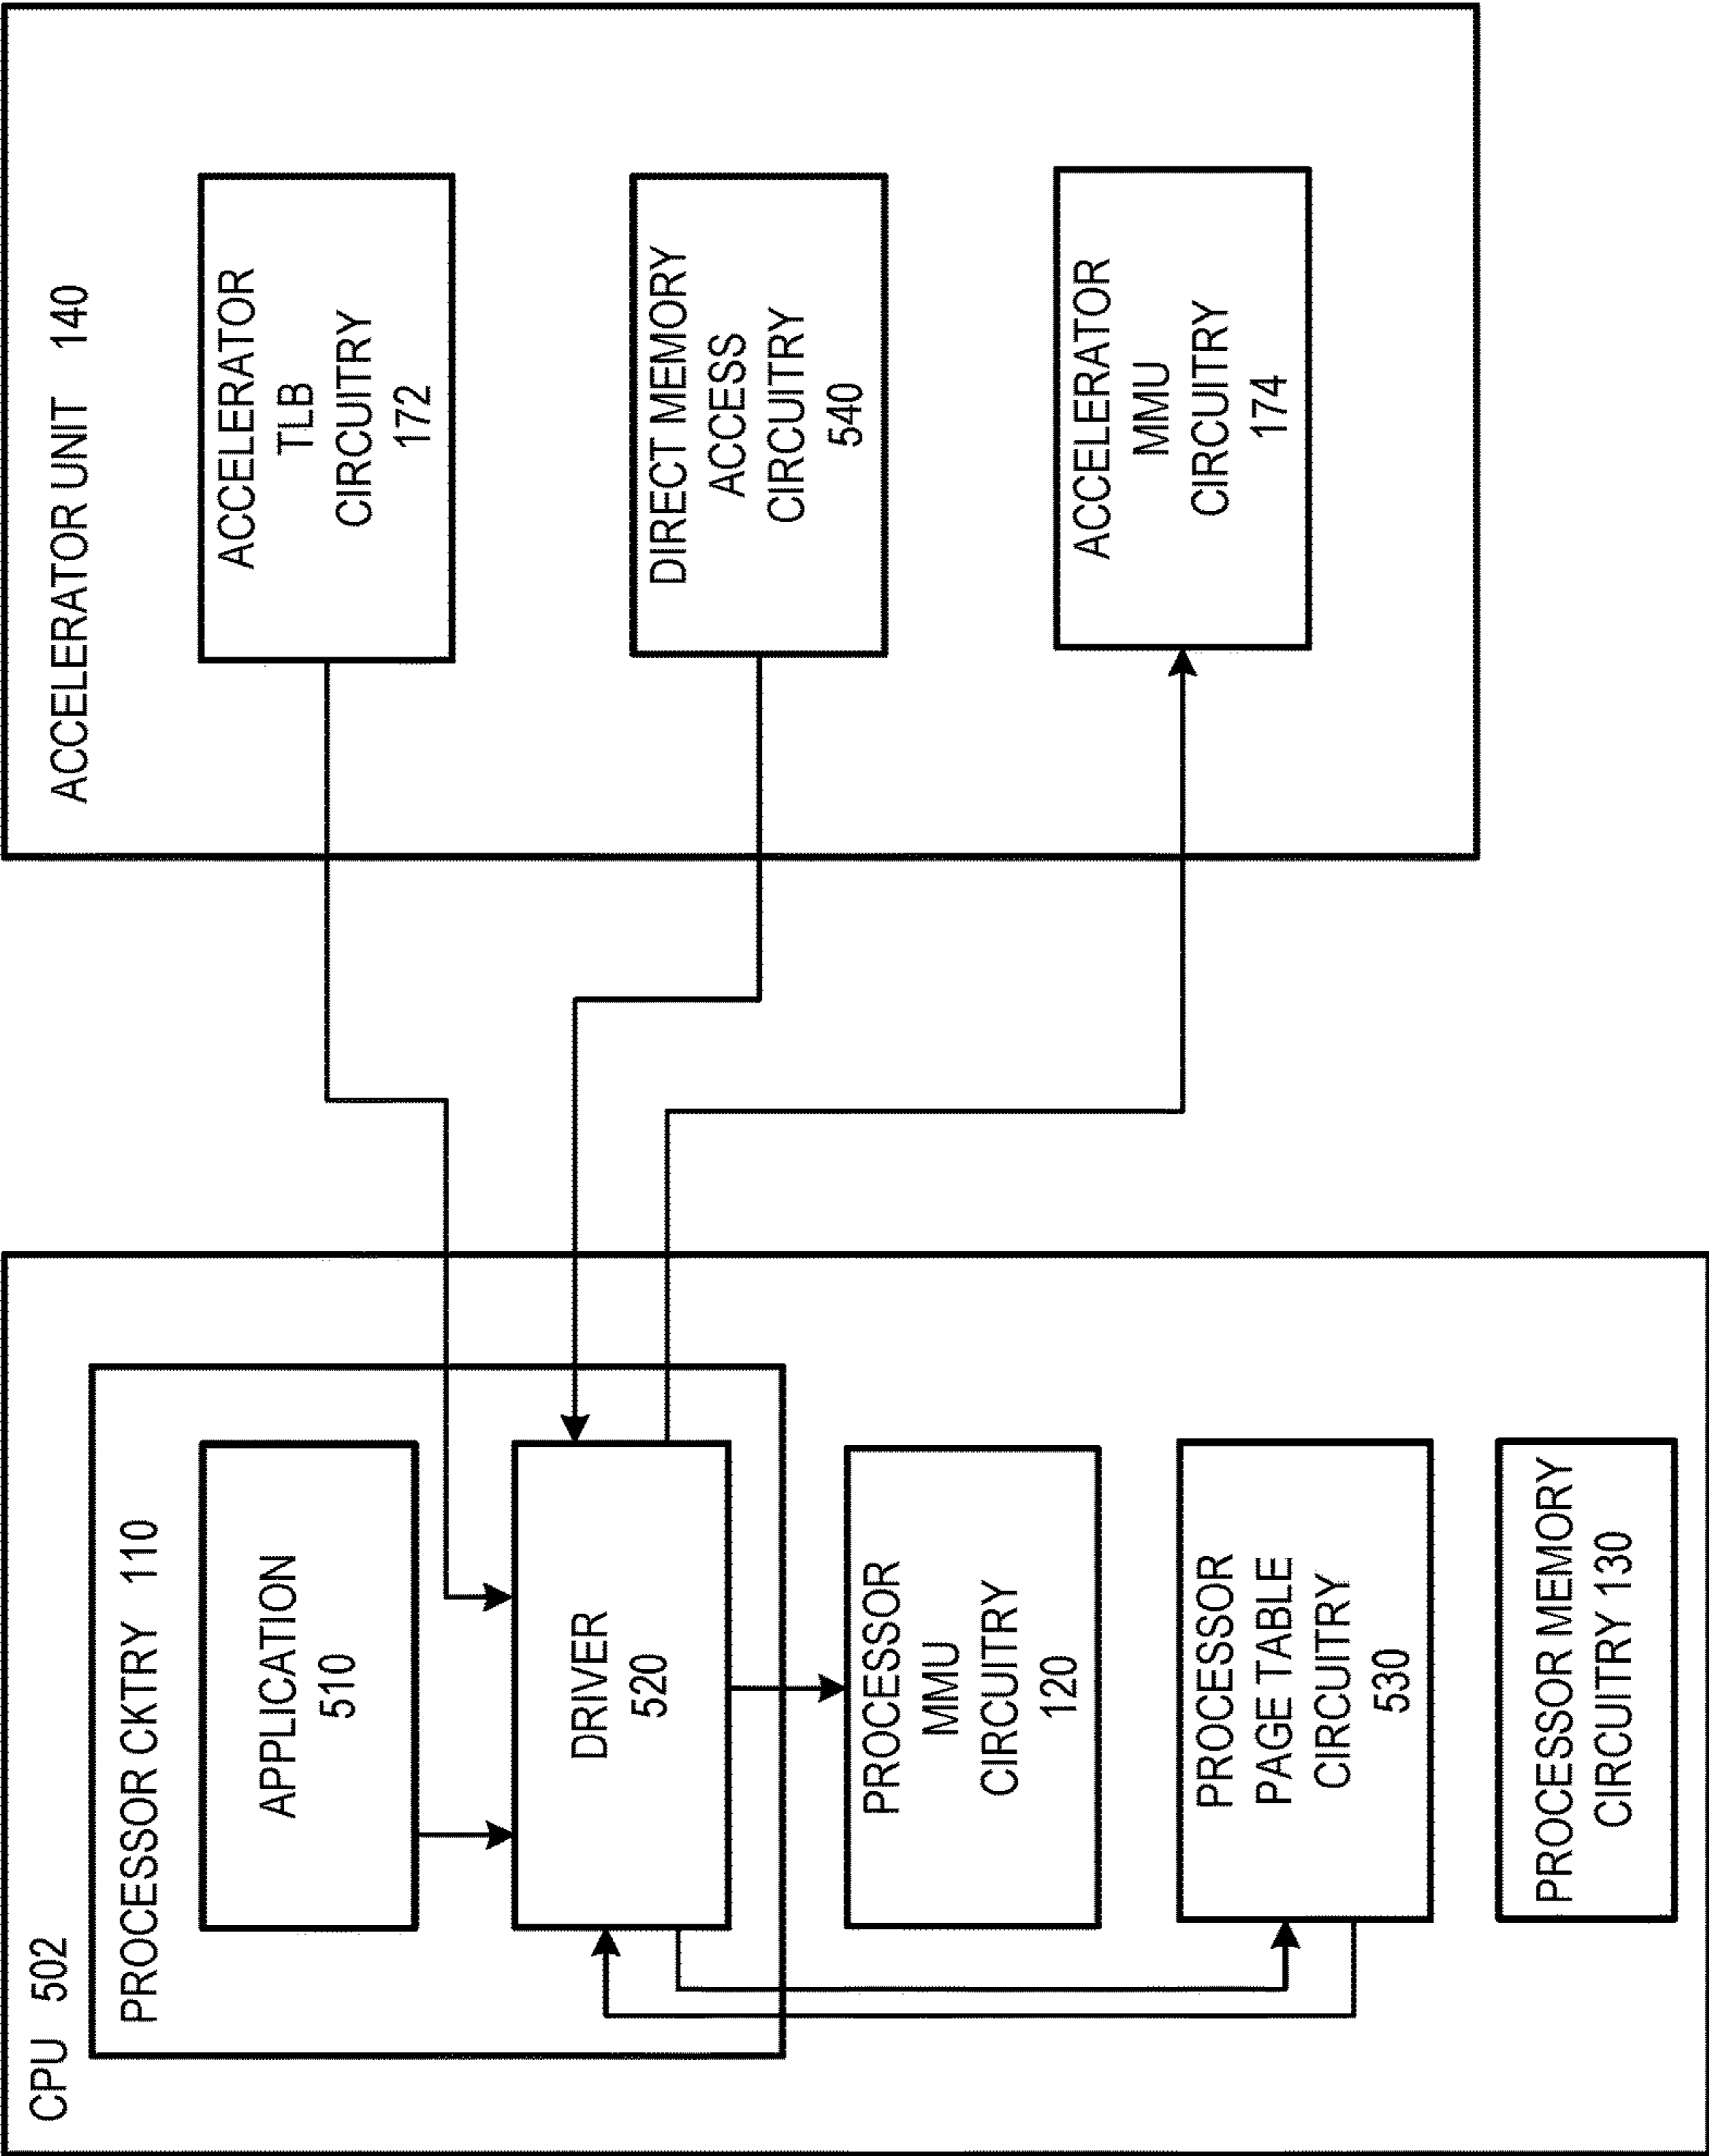 CPU 502
PROCESSOR CKTRY 110
APPLICATION
510
DRIVER
520
PROCESSOR
MMU
CIRCUITRY
120
PROCESSOR
PAGE TABLE
CIRCUITRY
530
PROCESSOR MEMORY
CIRCUITRY 130
ACCELERATOR UNIT 140
ACCELERATOR
TLB
CIRCUITRY
172
DIRECT MEMORY
ACCESS
CIRCUITRY
540
ACCELERATOR
MMU
CIRCUITRY
174